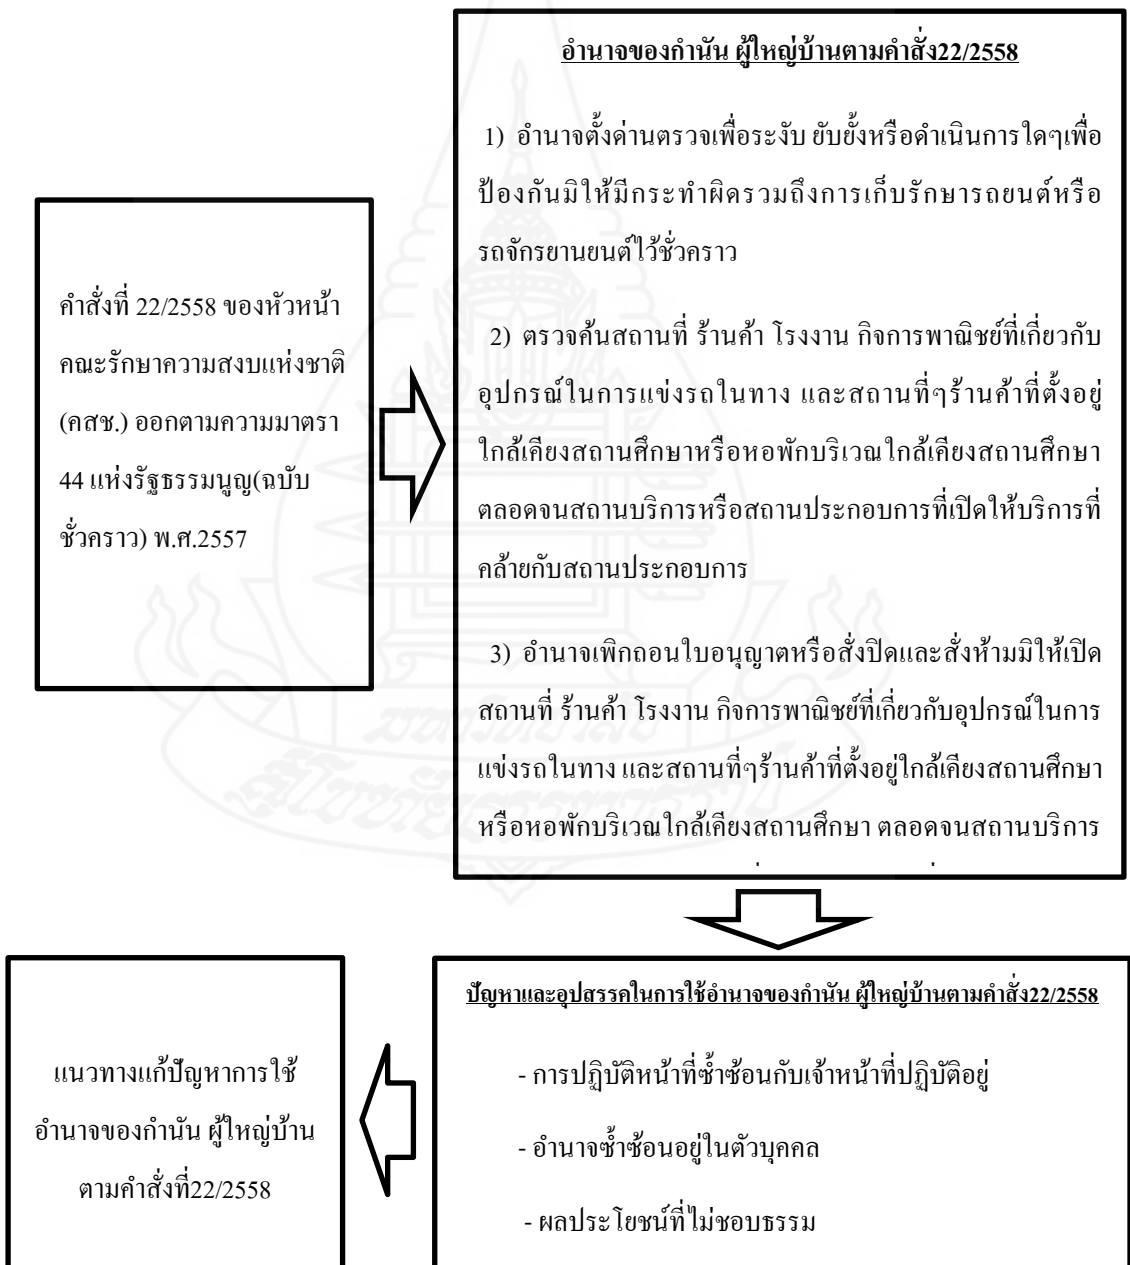 คำสั่งที่ 22/2558 ของหัวหน้า
คณะรักษาความสงบแห่งชาติ
(คสช.) ออกตามความมาตรา
44 แห่งรัฐธรรมนูญ(ฉบับ
ชั่วคราว) พ.ศ.2557
อำนาจของกำนัน ผู้ใหญ่บ้านตามคำสั่ง22/2558
1) อำนาจตั้งด่านตรวจเพื่อระงับ ยับยั้งหรือดำเนินการใดๆเพื่อ
ป้องกันมิให้มีกระทำผิดรวมถึงการเก็บรักษารถยนต์หรือ
รถจักรยานยนต์ไว้ชั่วคราว
2) ตรวจค้นสถานที่ ร้านค้า โรงงาน กิจการพาณิชย์ที่เกี่ยวกับ
อุปกรณ์ในการแข่งรถในทาง และสถานที่ๆร้านค้าที่ตั้งอยู่
ใกล้เคียงสถานศึกษาหรือหอพักบริเวณใกล้เคียงสถานศึกษา
ตลอดจนสถานบริการหรือสถานประกอบการที่เปิดให้บริการที่
คล้ายกับสถานประกอบการ
3) อำนาจเพิกถอนใบอนุญาตหรือสั่งปิดและสั่งห้ามมิให้เปิด
สถานที่ ร้านค้า โรงงาน กิจการพาณิชย์ที่เกี่ยวกับอุปกรณ์ในการ
แข่งรถในทาง และสถานที่ๆร้านค้าที่ตั้งอยู่ใกล้เคียงสถานศึกษา
หรือหอพักบริเวณใกล้เคียงสถานศึกษา ตลอดจนสถานบริการ
ปัญหาและอุปสรรคในการใช้อำนาจของกำนัน ผู้ใหญ่บ้านตามคำสั่ง22/2558
- การปฏิบัติหน้าที่ซ้ำซ้อนกับเจ้าหน้าที่ปฏิบัติอยู่
- อำนาจซ้ำซ้อนอยู่ในตัวบุคคล
- ผลประโยชน์ที่ไม่ชอบธรรม
แนวทางแก้ปัญหาการใช้
อำนาจของกำนัน ผู้ใหญ่บ้าน
ตามคำสั่งที่22/2558